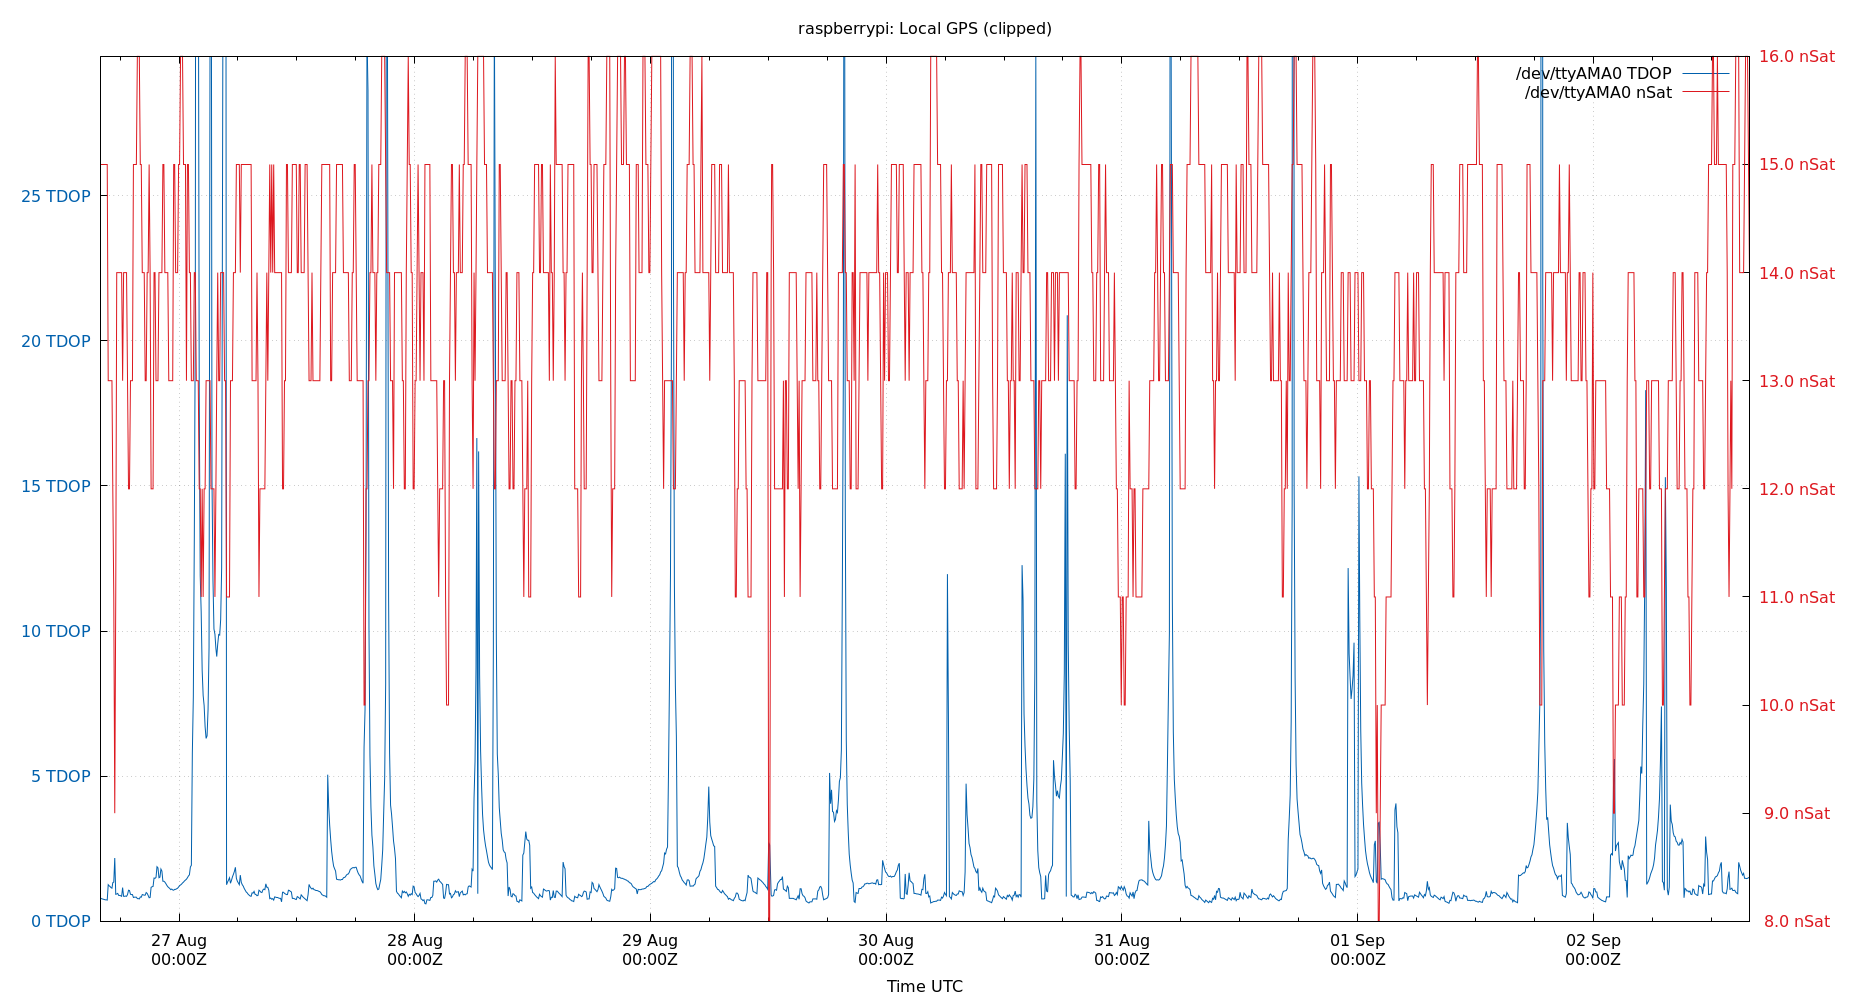 raspberrypi: Local GPS (clipped)
/dev/ttyAMA0 TDOP
/dev/ttyAMA0 nSat
25 TDOP
20 TDOP
15 TDOP
10 TDOP
5 TDOP
0 TDOP
16.0 nSat
15.0 nSat
14.0 nSat
13.0 nSat
12.0 nSat
11.0 nSat
10.0 nSat
9.0 nSat
8.0 nSat
27 Aug
00:00Z
28 Aug
00:00Z
29 Aug
00:00Z
30 Aug
00:00Z
31 Aug
00:00Z
01 Sep
00:00Z
02 Sep
00:00Z
Time UTC